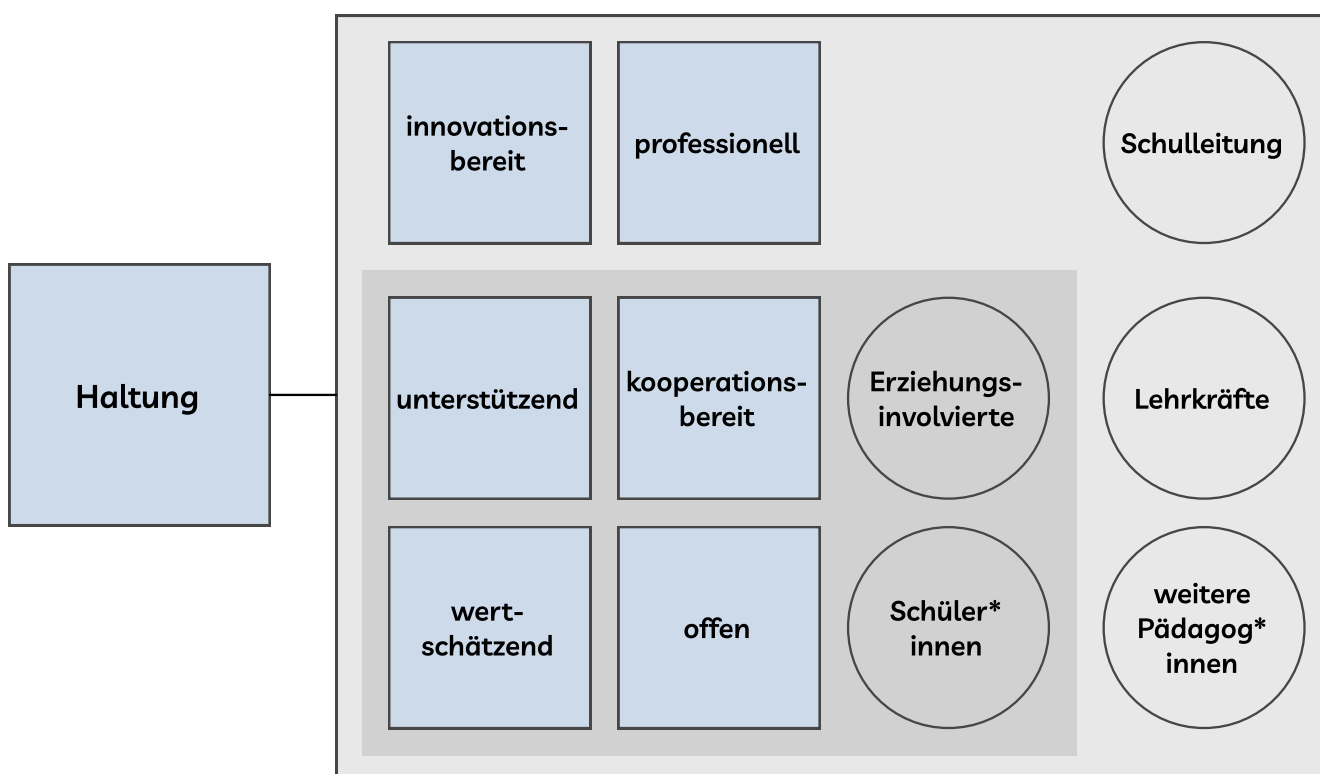 innovations-
bereit
professionell
Schulleitung
Haltung
unterstützend
kooperations-
bereit
Erziehungs-
involvierte
Lehrkräfte
wert-
schätzend
offen
Schüler*
innen
weitere
Pädagog*
innen